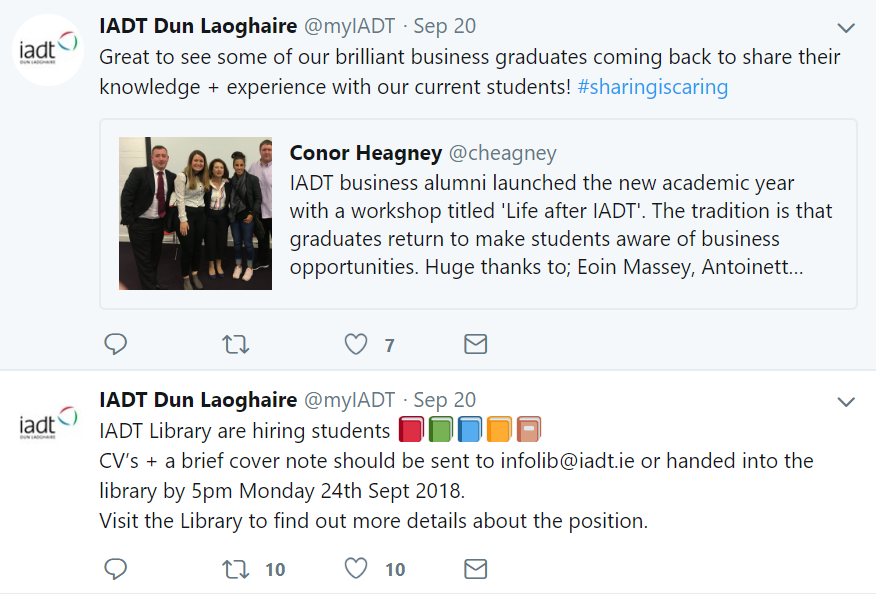 iadt
DUN LAOGHAIRE
IADT Dun Laoghaire @myIADT · Sep 20
Great to see some of our brilliant business graduates coming back to share their
knowledge + experience with our current students! #sharingiscaring
Conor Heagney @cheagney
IADT business alumni launched the new academic year
with a workshop titled 'Life after IADT'. The tradition is that
graduates return to make students aware of business
opportunities. Huge thanks to; Eoin Massey, Antoinett...
7
iadt
DUN LAOGHAIRE
IADT Dun Laoghaire @myIADT · Sep 20
IADT Library are hiring students 📕📗📘📙📔
CV's + a brief cover note should be sent to infolib@iadt.ie or handed into the
library by 5pm Monday 24th Sept 2018.
Visit the Library to find out more details about the position.
10 10